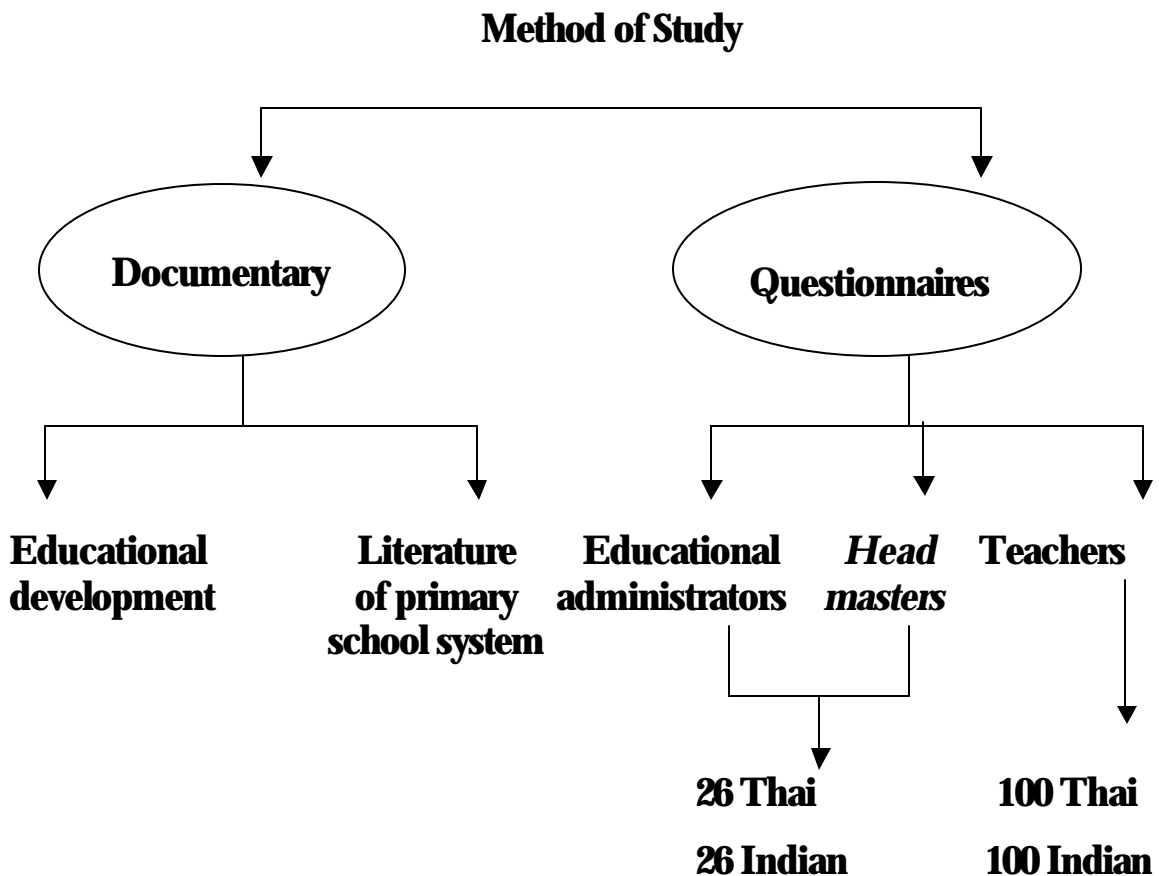 Method of Study
Documentary
Questionnaires
Educational
development
Literature
of primary
school system
Educational
administrators
Head
masters
Teachers
26 Thai
26 Indian
100 Thai
100 Indian